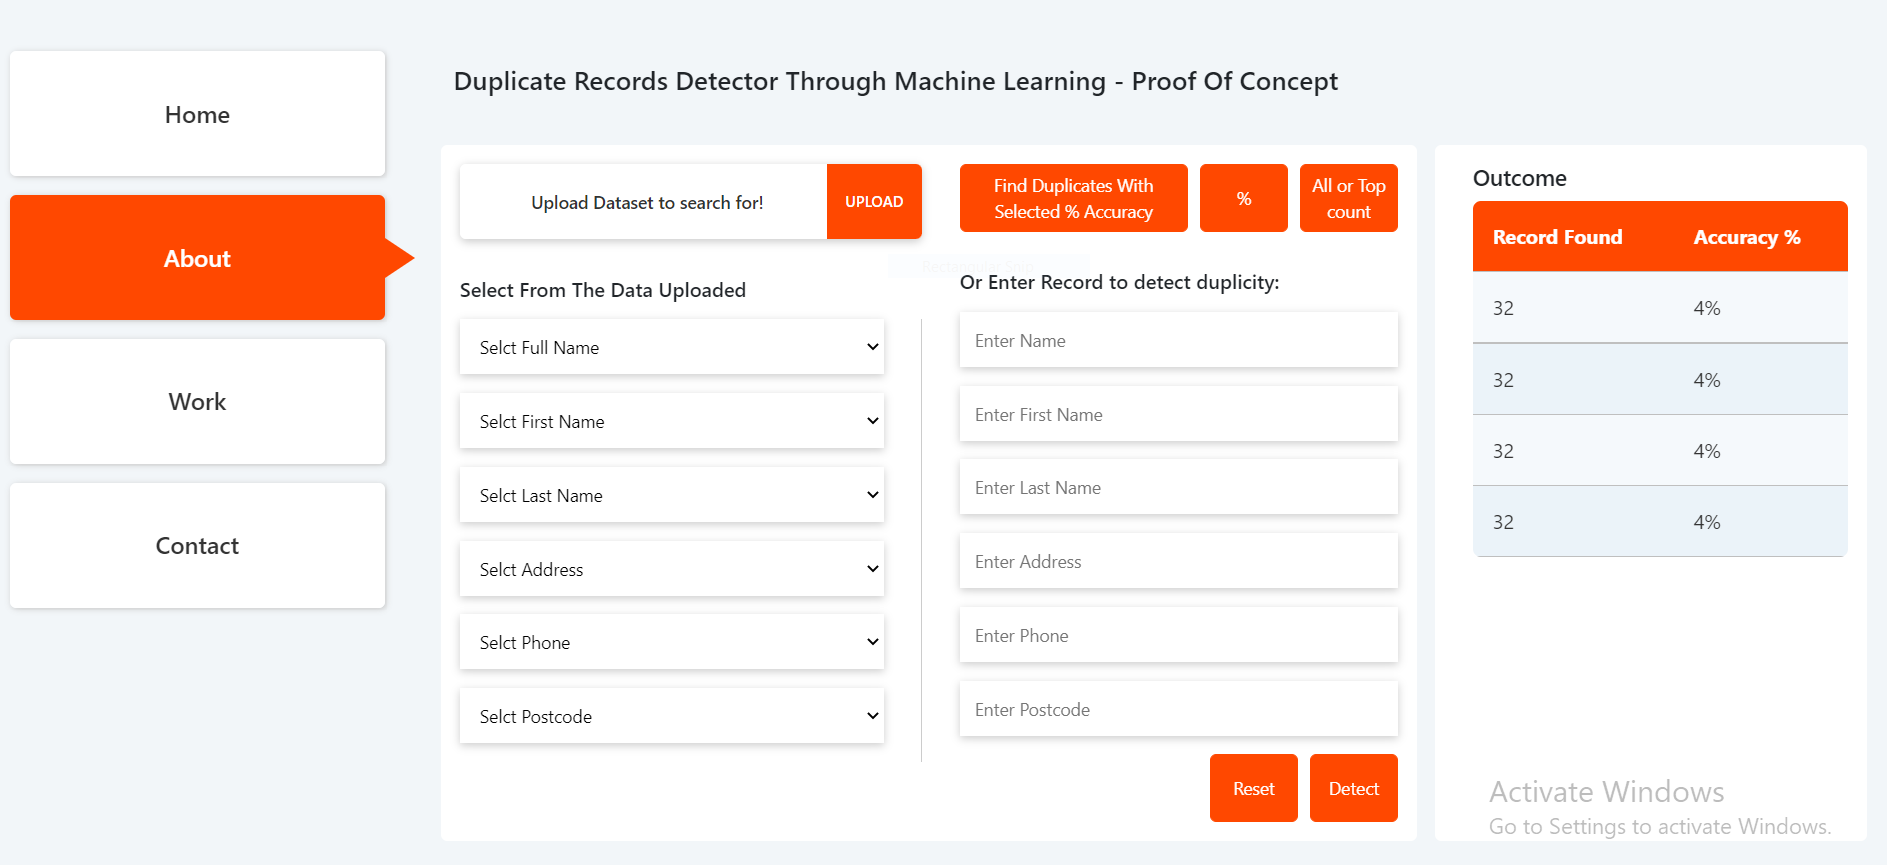 Home
About
Work
Contact
Duplicate Records Detector Through Machine Learning - Proof Of Concept
Upload Dataset to search for!
UPLOAD
Find Duplicates With
Selected % Accuracy
%
All or Top
count
Rectangular Snip
Select From The Data Uploaded
Selct Full Name
Selct First Name
Selct Last Name
Selct Address
Selct Phone
Selct Postcode
Or Enter Record to detect duplicity:
Enter Name
Enter First Name
Enter Last Name
Enter Address
Enter Phone
Enter Postcode
Reset
Detect
Outcome
Record Found Accuracy %
32 4%
32 4%
32 4%
32 4%
Activate Windows
Go to Settings to activate Windows.